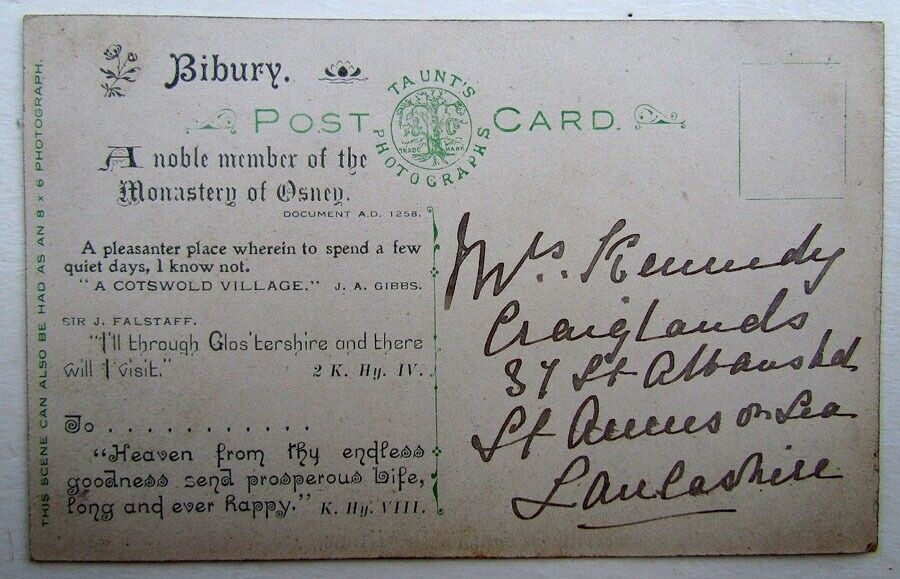 THIS SCENE CAN ALSO BE HAD AS AN 8 × 6 PHOTOGRAPH.
Bibury.
TAUNT'S
PHOTOGRAPHS
TRADE MARK
POST CARD.
A noble member of the
Monastery of Osney.
DOCUMENT A.D. 1258.
A pleasanter place wherein to spend a few
quiet days, I know not.
"A COTSWOLD VILLAGE." J. A. GIBBS.
SIR J. FALSTAFF.
"I'll through Glos'tershire and there
will I visit." 2 K. Hy. IV.
To . . . . . . . . . . . .
"Heaven from thy endless
goodness send prosperous life,
long and ever happy." K. Hy. VIII.
Mrs. Kennedy
Craiglands
37 St Albans Rd
St Annes on Sea
Lancashire